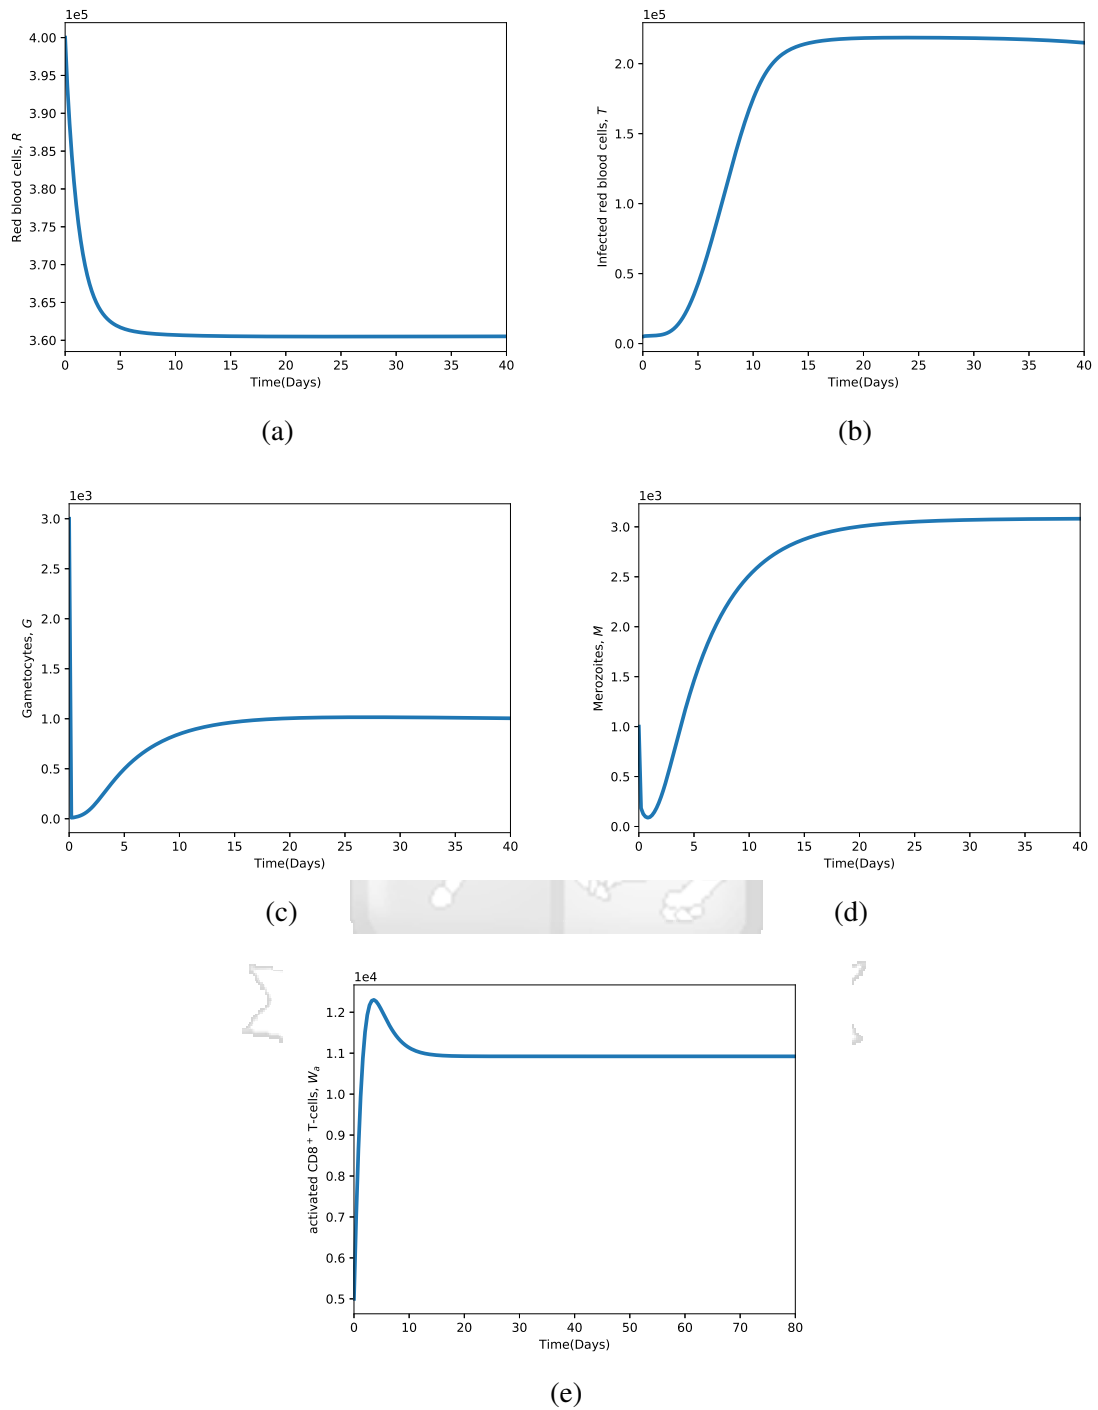 1e5
Red blood cells, R
4.00
3.95
3.90
3.85
3.80
3.75
3.70
3.65
3.60
0 5 10 15 20 25 30 35 40
Time(Days)
(a)
1e5
Infected red blood cells, T
2.0
1.5
1.0
0.5
0.0
0 5 10 15 20 25 30 35 40
Time(Days)
(b)
1e3
Gametocytes, G
3.0
2.5
2.0
1.5
1.0
0.5
0.0
0 5 10 15 20 25 30 35 40
Time(Days)
(c)
1e3
Merozoites, M
3.0
2.5
2.0
1.5
1.0
0.5
0.0
0 5 10 15 20 25 30 35 40
Time(Days)
(d)
1e4
activated CD8⁺ T-cells, Wₐ
1.2
1.1
1.0
0.9
0.8
0.7
0.6
0.5
0 10 20 30 40 50 60 70 80
Time(Days)
(e)